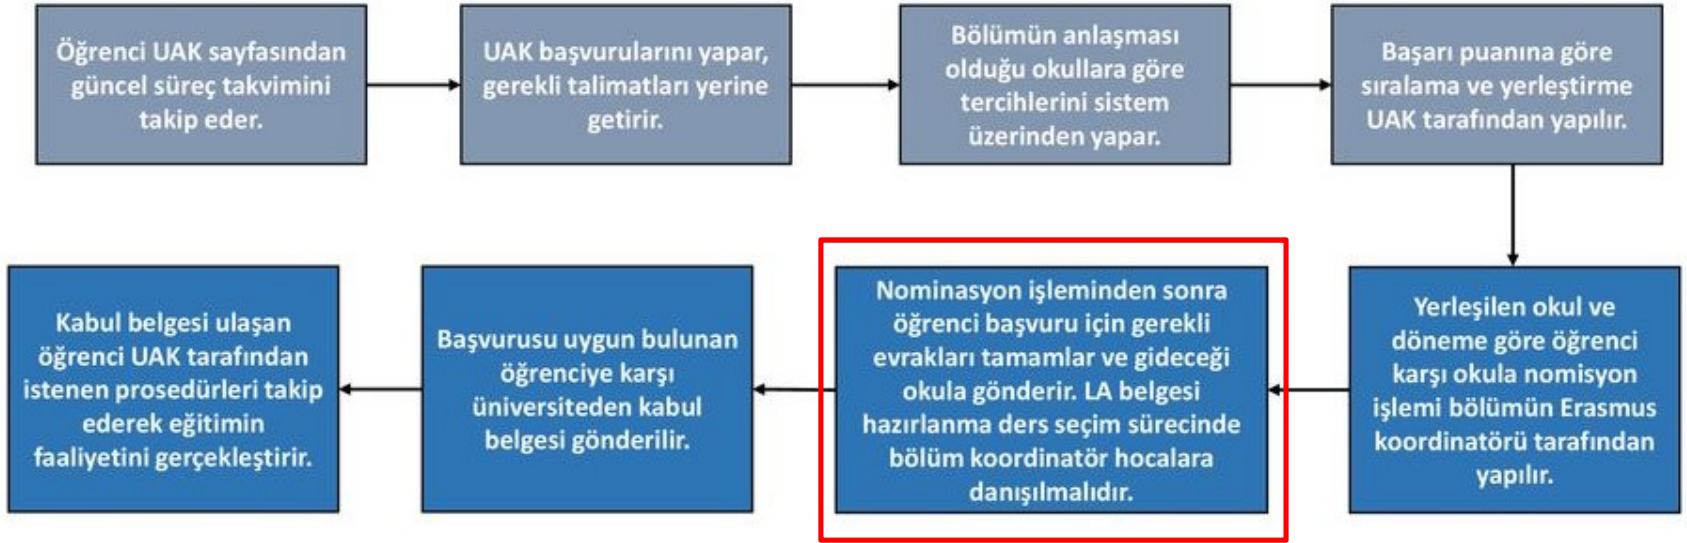 Öğrenci UAK sayfasından
güncel süreç takvimini
takip eder.
UAK başvurularını yapar,
gerekli talimatları yerine
getirir.
Bölümün anlaşması
olduğu okullara göre
tercihlerini sistem
üzerinden yapar.
Başarı puanına göre
sıralama ve yerleştirme
UAK tarafından yapılır.
Yerleşilen okul ve
döneme göre öğrenci
karşı okula nomisyon
işlemi bölümün Erasmus
koordinatörü tarafından
yapılır.
Nominasyon işleminden sonra
öğrenci başvuru için gerekli
evrakları tamamlar ve gideceği
okula gönderir. LA belgesi
hazırlanma ders seçim sürecinde
bölüm koordinatör hocalara
danışılmalıdır.
Başvurusu uygun bulunan
öğrenciye karşı
üniversiteden kabul
belgesi gönderilir.
Kabul belgesi ulaşan
öğrenci UAK tarafından
istenen prosedürleri takip
ederek eğitimin
faaliyetini gerçekleştirir.